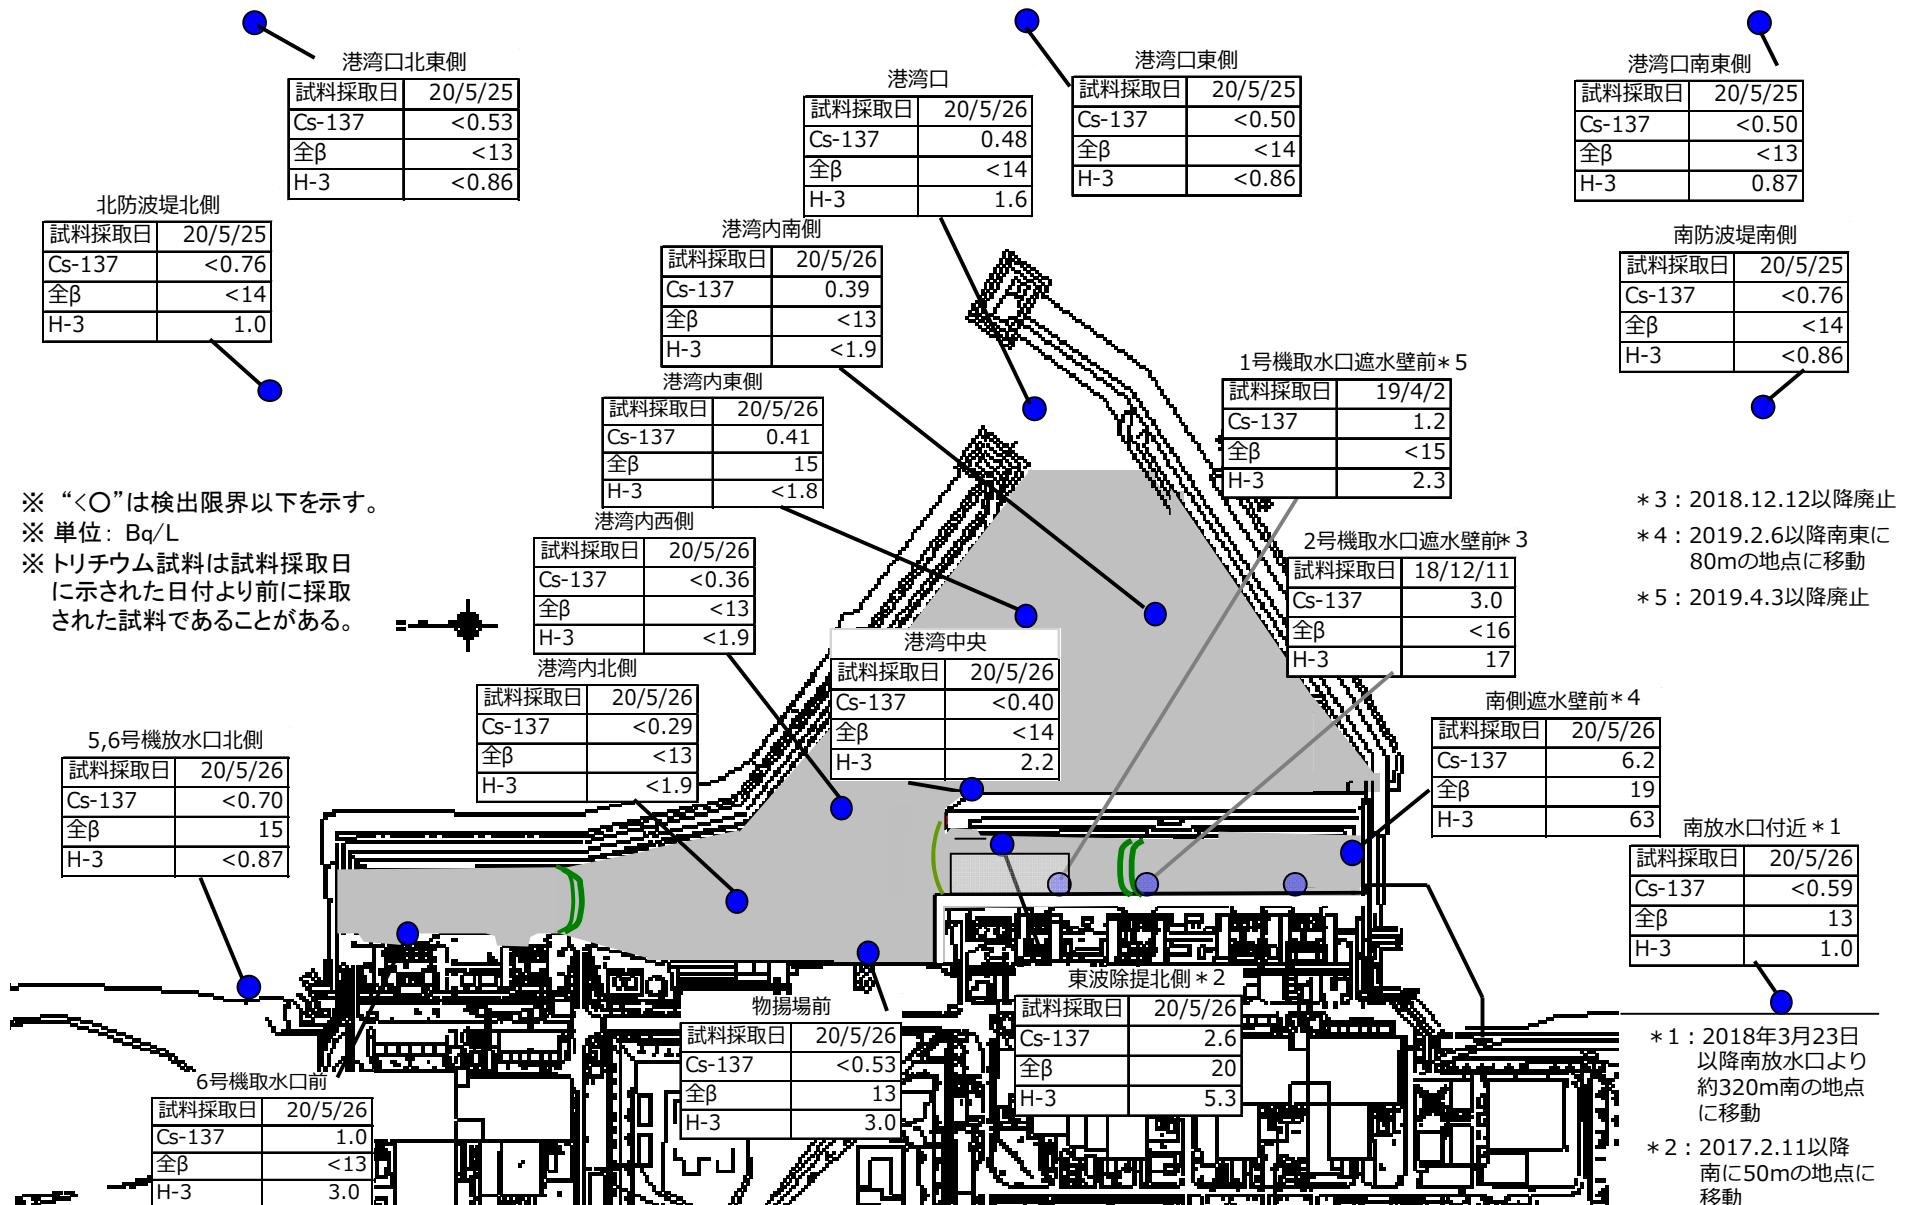 港湾口北東側
試料採取日 20/5/25
Cs-137 <0.53
全β <13
H-3 <0.86
港湾口
試料採取日 20/5/26
Cs-137 0.48
全β <14
H-3 1.6
港湾口東側
試料採取日 20/5/25
Cs-137 <0.50
全β <14
H-3 <0.86
港湾口南東側
試料採取日 20/5/25
Cs-137 <0.50
全β <13
H-3 0.87
北防波堤北側
試料採取日 20/5/25
Cs-137 <0.76
全β <14
H-3 1.0
港湾内南側
試料採取日 20/5/26
Cs-137 0.39
全β <13
H-3 <1.9
南防波堤南側
試料採取日 20/5/25
Cs-137 <0.76
全β <14
H-3 <0.86
港湾内東側
試料採取日 20/5/26
Cs-137 0.41
全β 15
H-3 <1.8
1号機取水口遮水壁前*5
試料採取日 19/4/2
Cs-137 1.2
全β <15
H-3 2.3
※ “<○”は検出限界以下を示す。
※ 単位: Bq/L
※ トリチウム試料は試料採取日
に示された日付より前に採取
された試料であることがある。
港湾内西側
試料採取日 20/5/26
Cs-137 <0.36
全β <13
H-3 <1.9
2号機取水口遮水壁前*3
試料採取日 18/12/11
Cs-137 3.0
全β <16
H-3 17
*3:2018.12.12以降廃止
*4:2019.2.6以降南東に
80mの地点に移動
*5:2019.4.3以降廃止
港湾中央
試料採取日 20/5/26
Cs-137 <0.40
全β <14
H-3 2.2
港湾内北側
試料採取日 20/5/26
Cs-137 <0.29
全β <13
H-3 <1.9
南側遮水壁前*4
試料採取日 20/5/26
Cs-137 6.2
全β 19
H-3 63
5,6号機放水口北側
試料採取日 20/5/26
Cs-137 <0.70
全β 15
H-3 <0.87
南放水口付近*1
試料採取日 20/5/26
Cs-137 <0.59
全β 13
H-3 1.0
東波除堤北側*2
試料採取日 20/5/26
Cs-137 2.6
全β 20
H-3 5.3
物揚場前
試料採取日 20/5/26
Cs-137 <0.53
全β 13
H-3 3.0
6号機取水口前
試料採取日 20/5/26
Cs-137 1.0
全β <13
H-3 3.0
*1:2018年3月23日
以降南放水口より
約320m南の地点
に移動
*2:2017.2.11以降
南に50mの地点に
移動